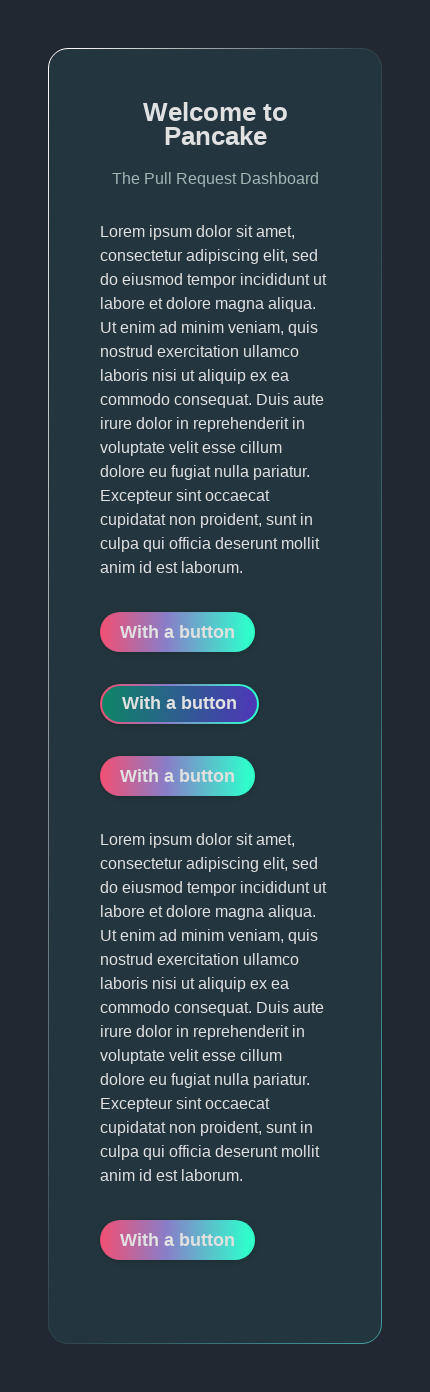 Welcome to
Pancake
The Pull Request Dashboard
Lorem ipsum dolor sit amet,
consectetur adipiscing elit, sed
do eiusmod tempor incididunt ut
labore et dolore magna aliqua.
Ut enim ad minim veniam, quis
nostrud exercitation ullamco
laboris nisi ut aliquip ex ea
commodo consequat. Duis aute
irure dolor in reprehenderit in
voluptate velit esse cillum
dolore eu fugiat nulla pariatur.
Excepteur sint occaecat
cupidatat non proident, sunt in
culpa qui officia deserunt mollit
anim id est laborum.
With a button
With a button
With a button
Lorem ipsum dolor sit amet,
consectetur adipiscing elit, sed
do eiusmod tempor incididunt ut
labore et dolore magna aliqua.
Ut enim ad minim veniam, quis
nostrud exercitation ullamco
laboris nisi ut aliquip ex ea
commodo consequat. Duis aute
irure dolor in reprehenderit in
voluptate velit esse cillum
dolore eu fugiat nulla pariatur.
Excepteur sint occaecat
cupidatat non proident, sunt in
culpa qui officia deserunt mollit
anim id est laborum.
With a button